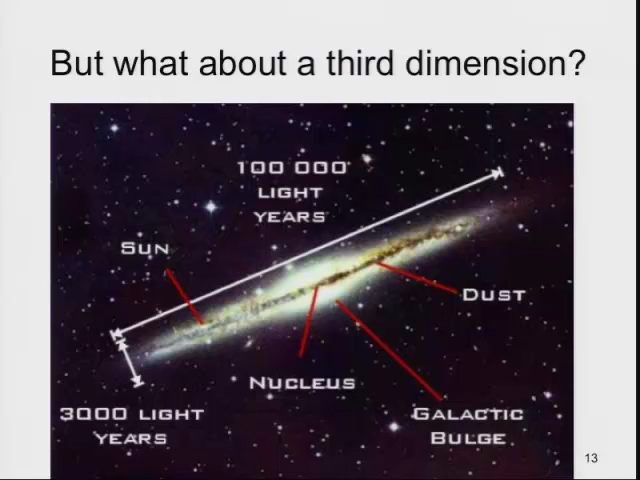 But what about a third dimension?
100 000
LIGHT
YEARS
SUN
DUST
NUCLEUS
3000 LIGHT
YEARS
GALACTIC
BULGE
13